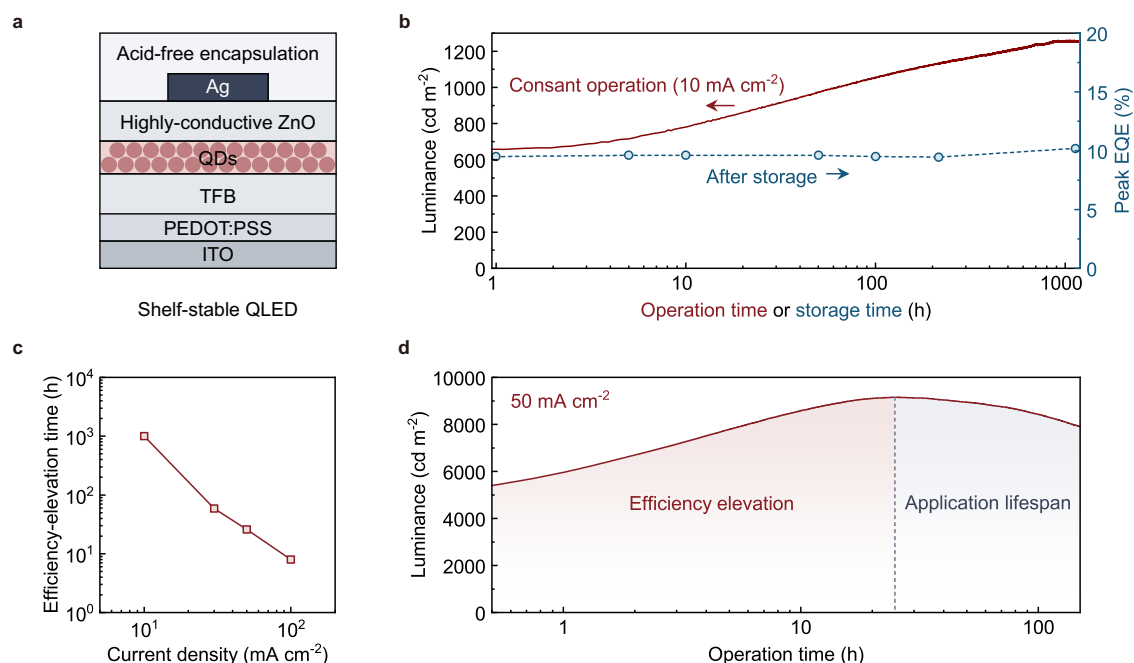 a
Acid-free encapsulation
Ag
Highly-conductive ZnO
QDs
TFB
PEDOT:PSS
ITO
Shelf-stable QLED
b
Luminance (cd m⁻²)
1200
1000
800
600
400
200
0
Consant operation (10 mA cm⁻²)
After storage
20
15
10
5
0
Peak EQE (%)
1
10
100
1000
Operation time or storage time (h)
c
Efficiency-elevation time (h)
10⁴
10³
10²
10¹
10⁰
10¹
10²
Current density (mA cm⁻²)
d
Luminance (cd m⁻²)
10000
8000
6000
4000
2000
0
50 mA cm⁻²
Efficiency elevation
Application lifespan
1
10
100
Operation time (h)